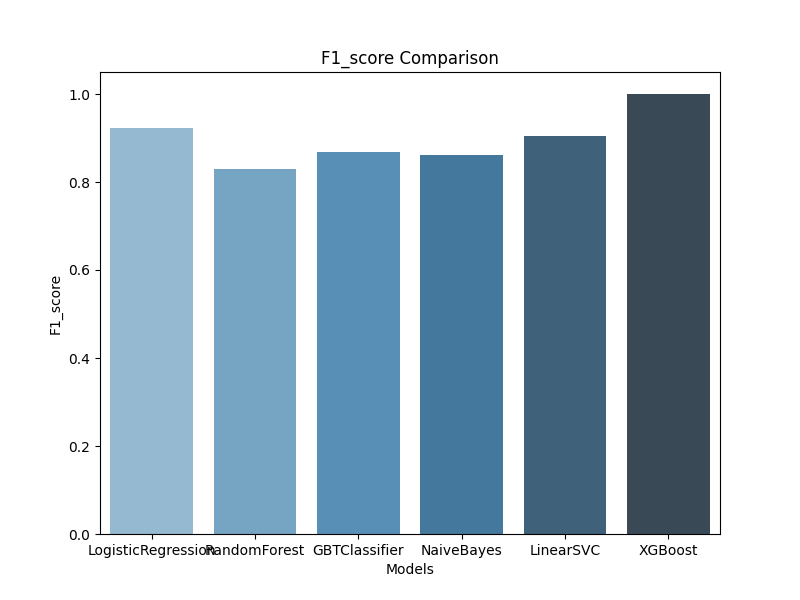 F1_score Comparison
F1_score
1.0
0.8
0.6
0.4
0.2
0.0
LogisticRegression RandomForest GBTClassifier NaiveBayes LinearSVC XGBoost
Models